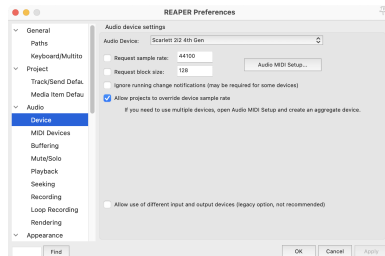 REAPER Preferences
General
Paths
Keyboard/Multito
Project
Track/Send Defau
Media Item Defau
Audio
Device
MIDI Devices
Buffering
Mute/Solo
Playback
Seeking
Recording
Loop Recording
Rendering
Appearance
Audio device settings
Audio Device: Scarlett 2i2 4th Gen
Request sample rate: 44100
Request block size: 128
Audio MIDI Setup...
Ignore running change notifications (may be required for some devices)
Allow projects to override device sample rate
If you need to use multiple devices, open Audio MIDI Setup and create an aggregate device.
Allow use of different input and output devices (legacy option, not recommended)
Find
OK
Cancel
Apply